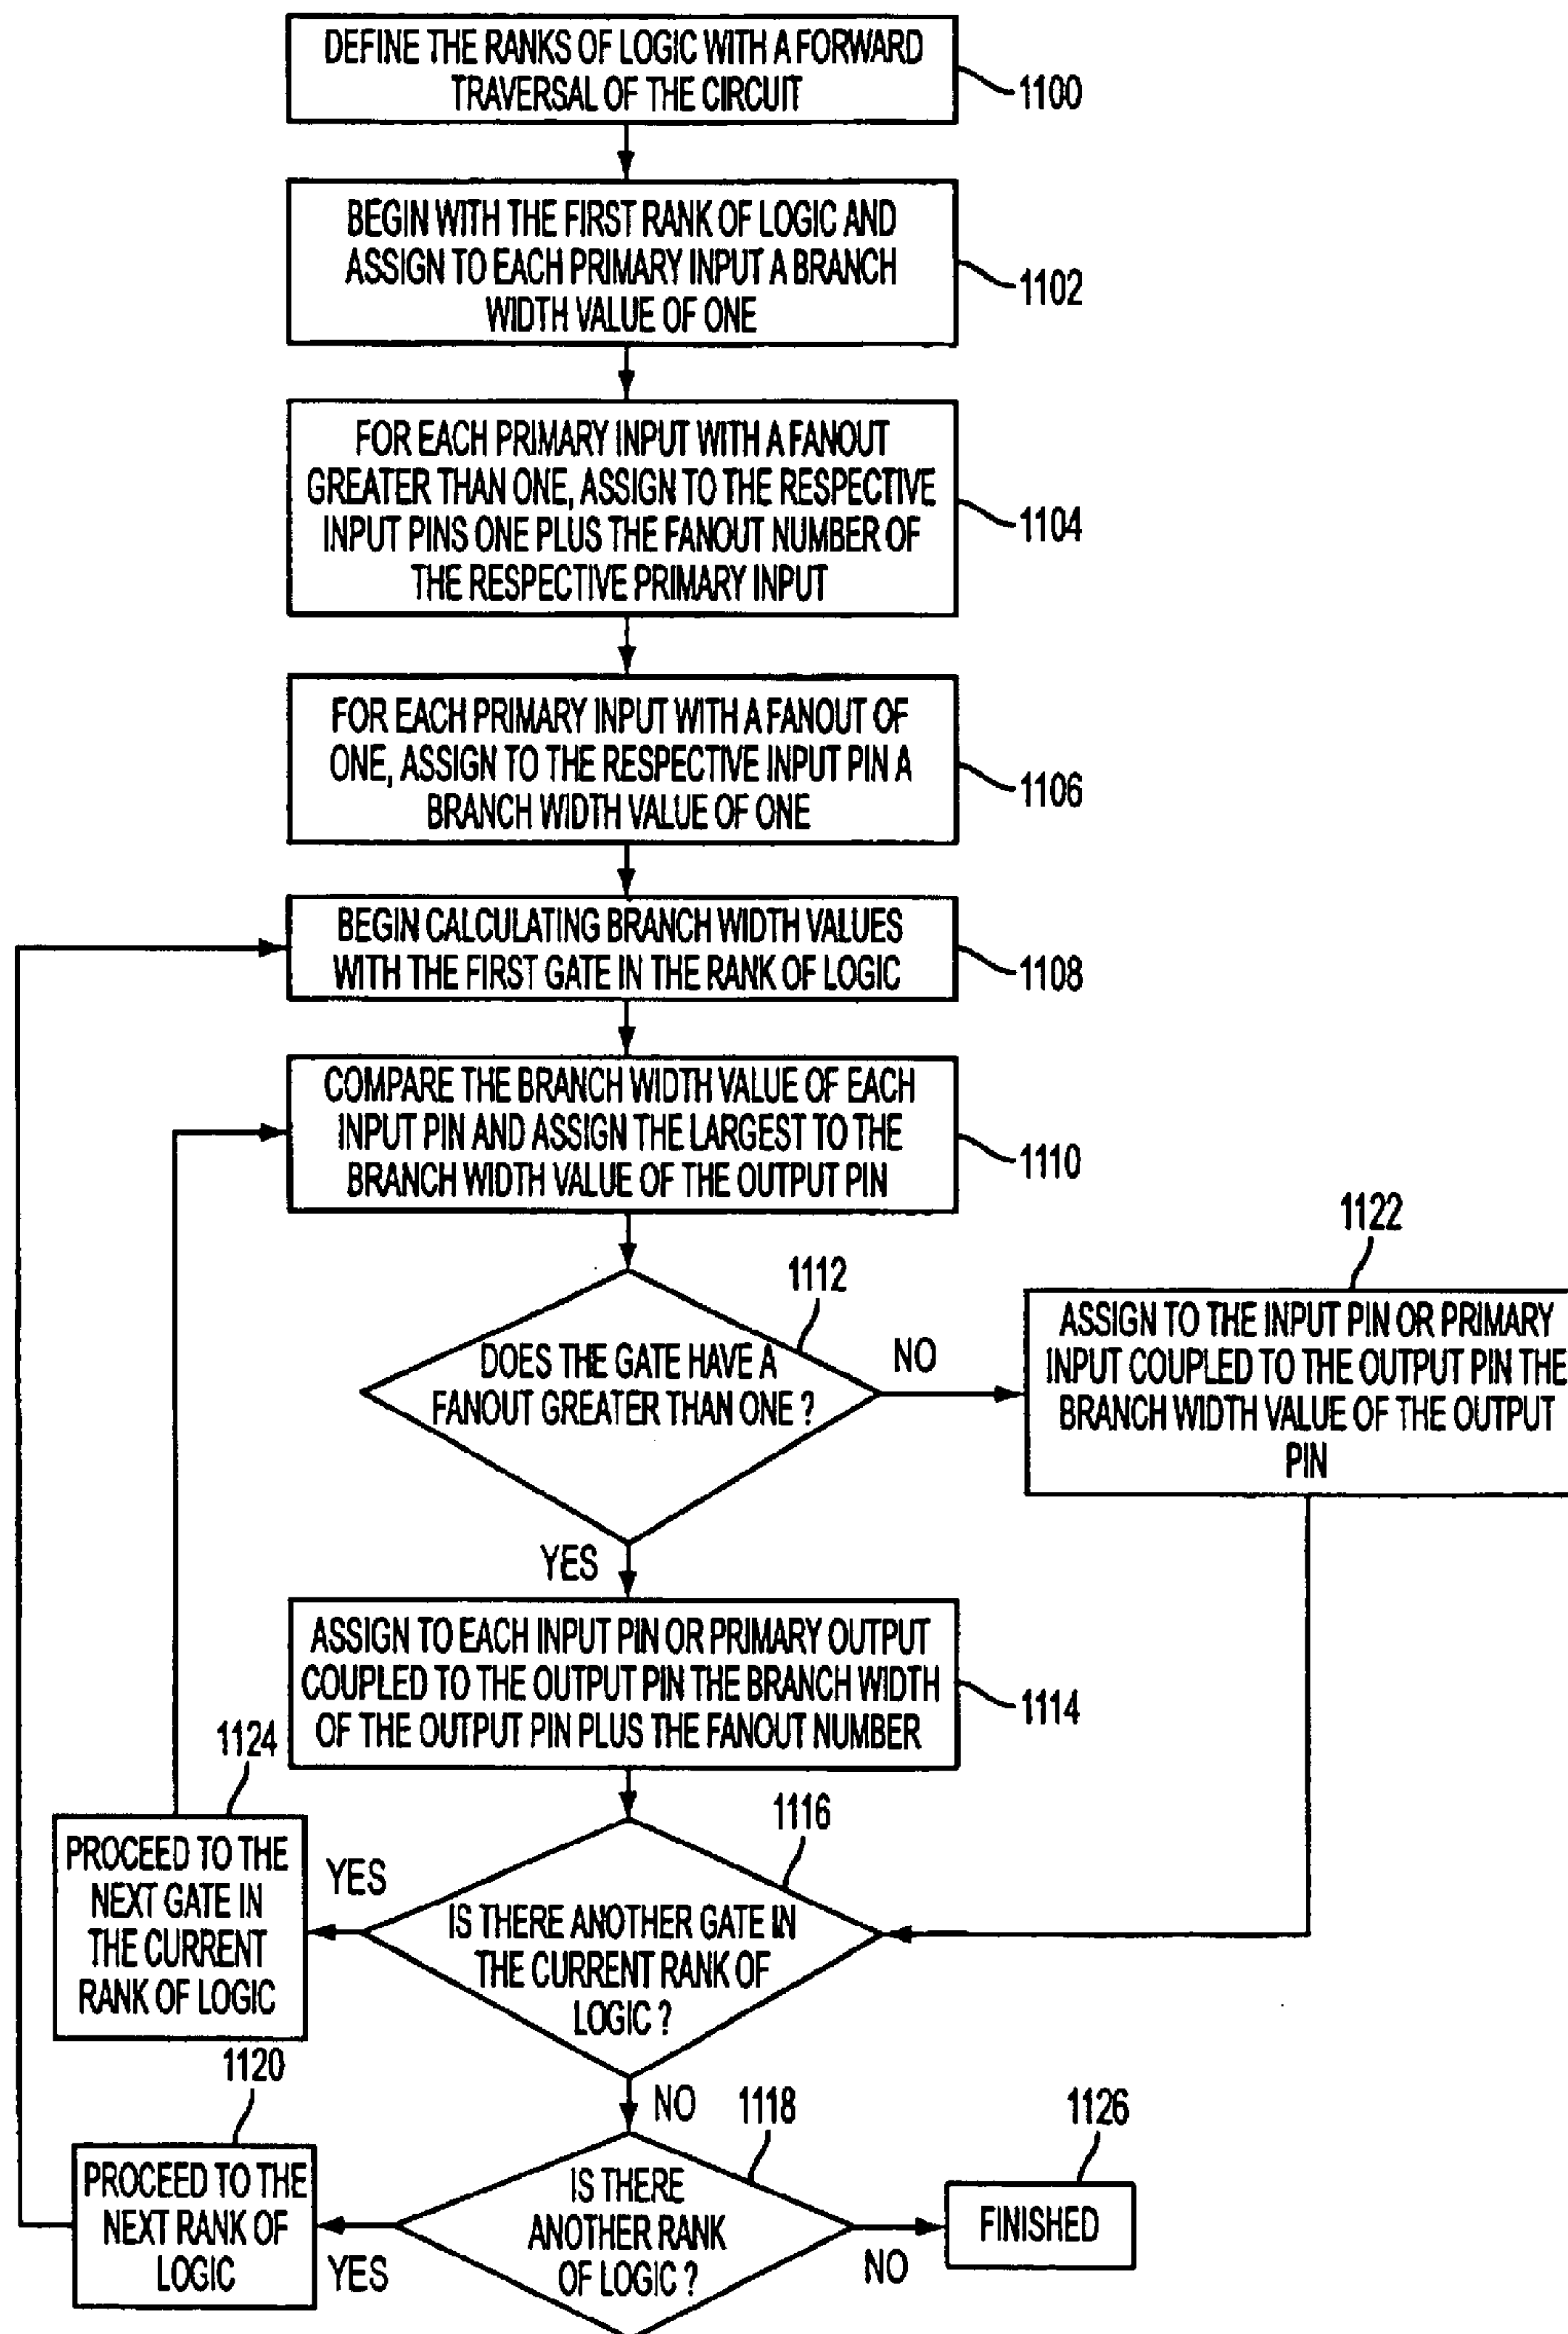 DEFINE THE RANKS OF LOGIC WITH A FORWARD
TRAVERSAL OF THE CIRCUIT
1100
BEGIN WITH THE FIRST RANK OF LOGIC AND
ASSIGN TO EACH PRIMARY INPUT A BRANCH
WIDTH VALUE OF ONE
1102
FOR EACH PRIMARY INPUT WITH A FANOUT
GREATER THAN ONE, ASSIGN TO THE RESPECTIVE
INPUT PINS ONE PLUS THE FANOUT NUMBER OF
THE RESPECTIVE PRIMARY INPUT
1104
FOR EACH PRIMARY INPUT WITH A FANOUT OF
ONE, ASSIGN TO THE RESPECTIVE INPUT PIN A
BRANCH WIDTH VALUE OF ONE
1106
BEGIN CALCULATING BRANCH WIDTH VALUES
WITH THE FIRST GATE IN THE RANK OF LOGIC
1108
COMPARE THE BRANCH WIDTH VALUE OF EACH
INPUT PIN AND ASSIGN THE LARGEST TO THE
BRANCH WIDTH VALUE OF THE OUTPUT PIN
1110
1112
DOES THE GATE HAVE A
FANOUT GREATER THAN ONE ?
NO
1122
ASSIGN TO THE INPUT PIN OR PRIMARY
INPUT COUPLED TO THE OUTPUT PIN THE
BRANCH WIDTH VALUE OF THE OUTPUT
PIN
YES
ASSIGN TO EACH INPUT PIN OR PRIMARY OUTPUT
COUPLED TO THE OUTPUT PIN THE BRANCH WIDTH
OF THE OUTPUT PIN PLUS THE FANOUT NUMBER
1114
1116
IS THERE ANOTHER GATE IN
THE CURRENT RANK OF
LOGIC ?
YES
1124
PROCEED TO THE
NEXT GATE IN
THE CURRENT
RANK OF LOGIC
NO
1118
IS THERE
ANOTHER RANK
OF LOGIC ?
YES
1120
PROCEED TO THE
NEXT RANK OF
LOGIC
NO
1126
FINISHED